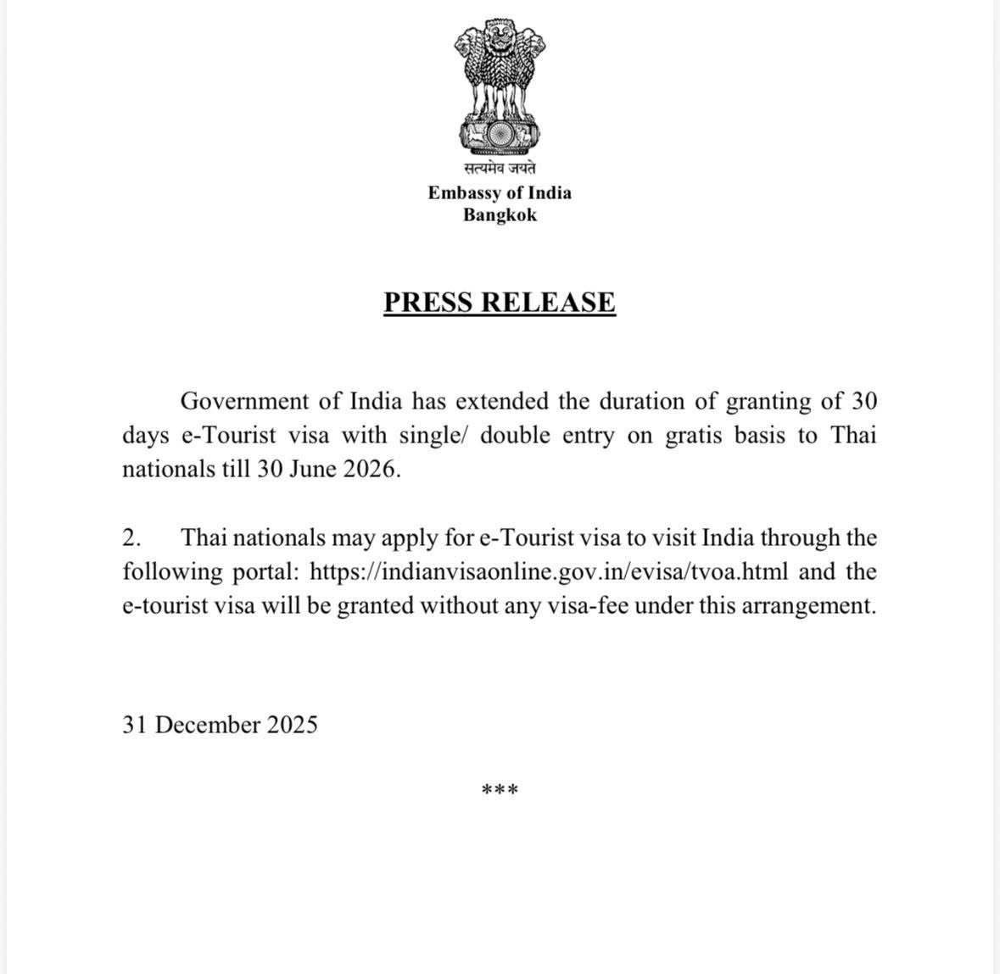 सत्यमेव जयते
Embassy of India
Bangkok
PRESS RELEASE
Government of India has extended the duration of granting of 30
days e-Tourist visa with single/ double entry on gratis basis to Thai
nationals till 30 June 2026.
2. Thai nationals may apply for e-Tourist visa to visit India through the
following portal: https://indianvisaonline.gov.in/evisa/tvoa.html and the
e-tourist visa will be granted without any visa-fee under this arrangement.
31 December 2025
***